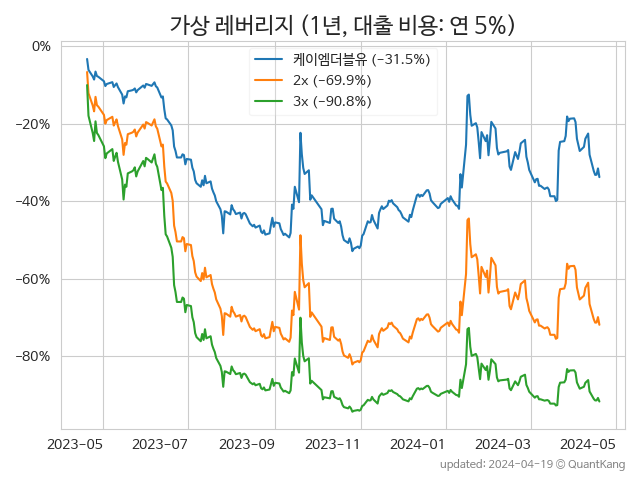 가상 레버리지 (1년, 대출 비용: 연 5%)
케이엠더블유 (-31.5%)
2x (-69.9%)
3x (-90.8%)
0%
−20%
−40%
−60%
−80%
2023-05 2023-07 2023-09 2023-11 2024-01 2024-03 2024-05
updated: 2024-04-19 © QuantKang